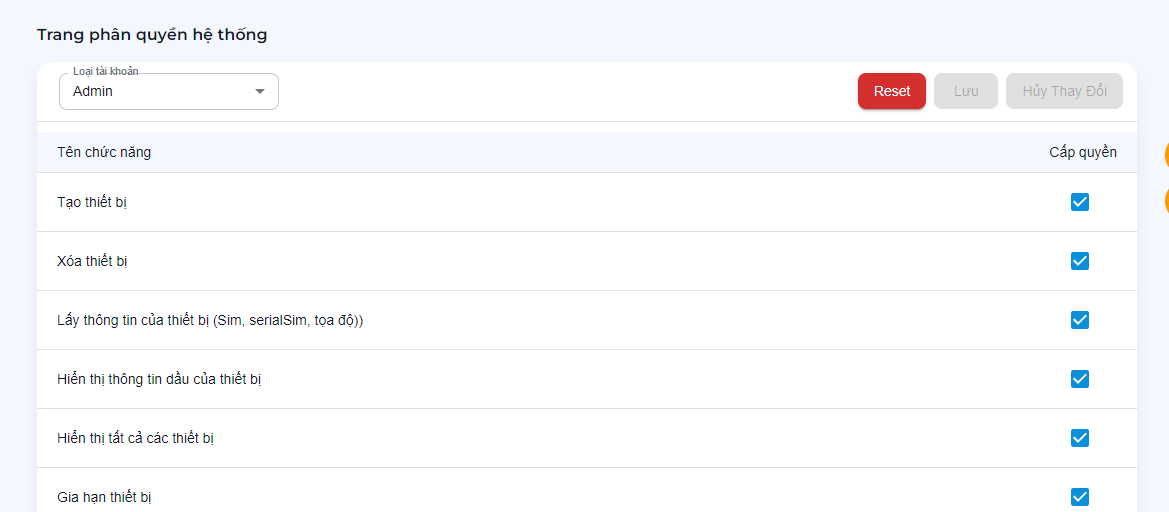 Trang phân quyền hệ thống
Loại tài khoản
Admin
Reset
Lưu
Hủy Thay Đổi
Tên chức năng
Cấp quyền
Tạo thiết bị
Xóa thiết bị
Lấy thông tin của thiết bị (Sim, serialSim, tọa độ))
Hiển thị thông tin dầu của thiết bị
Hiển thị tất cả các thiết bị
Gia hạn thiết bị